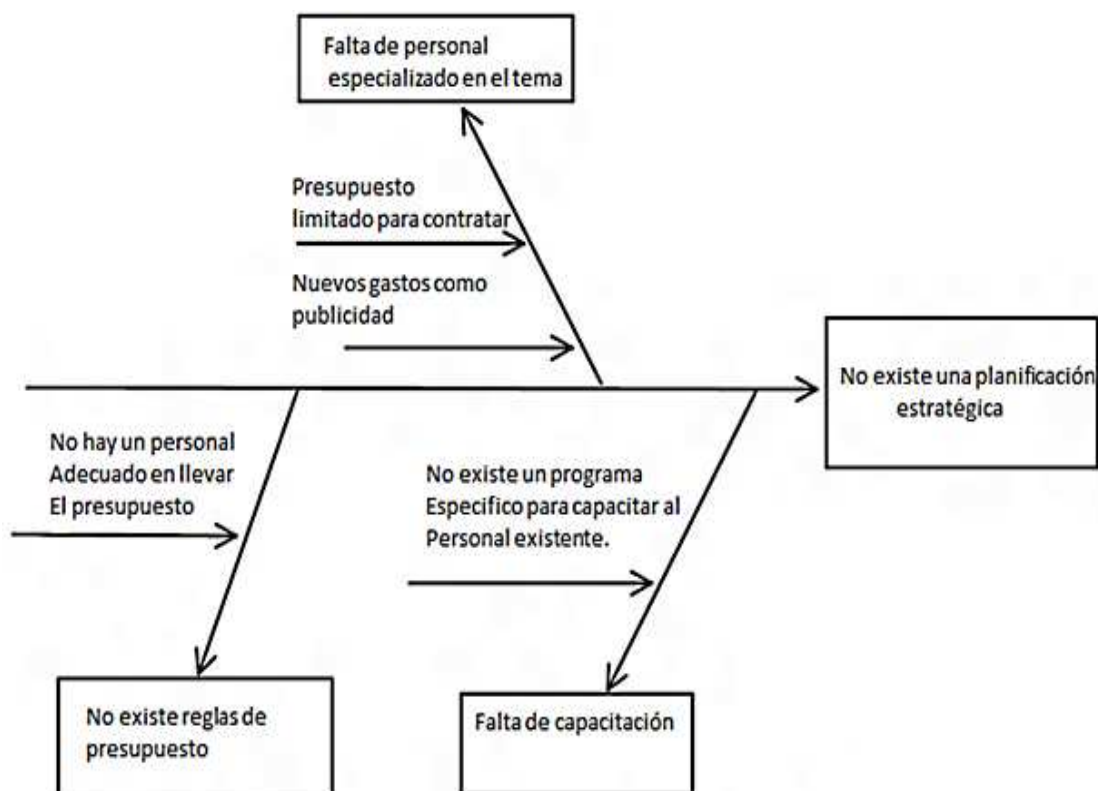 Falta de personal
especializado en el tema
Presupuesto
limitado para contratar
Nuevos gastos como
publicidad
No existe una planificación
estratégica
No hay un personal
Adecuado en llevar
El presupuesto
No existe un programa
Especifico para capacitar al
Personal existente.
No existe reglas de
presupuesto
Falta de capacitación